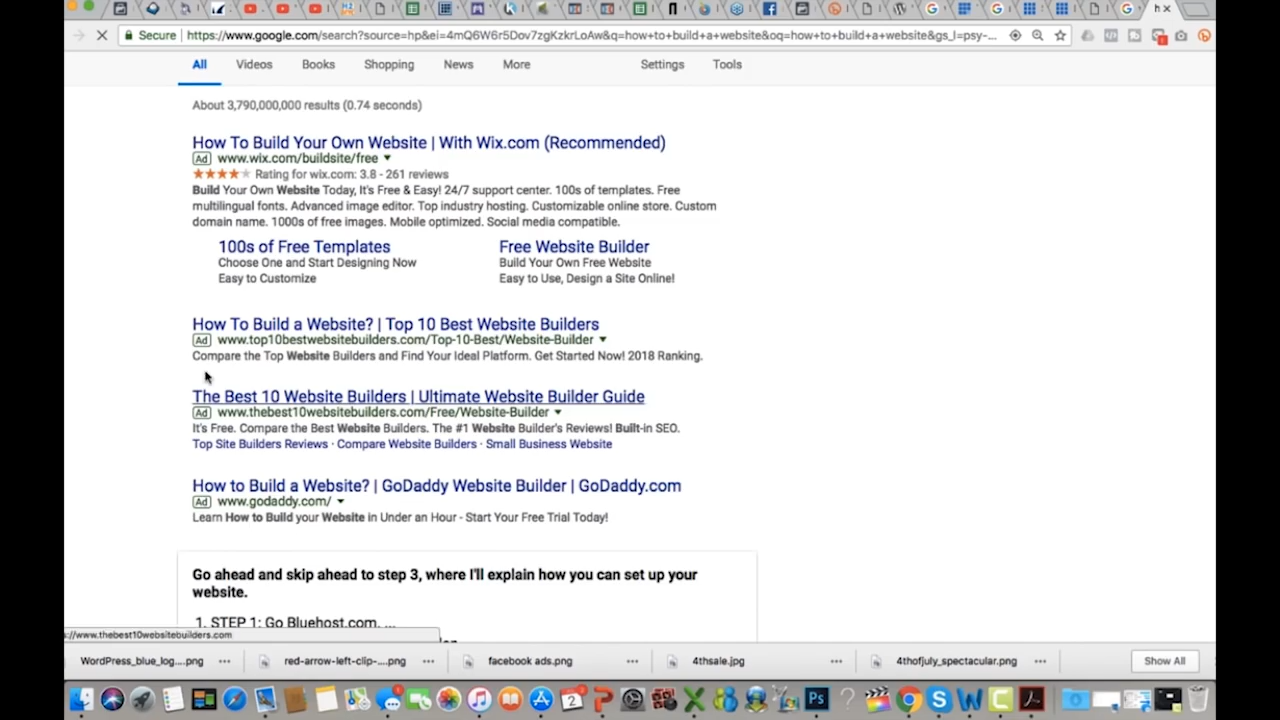 Secure | https://www.google.com/search?source=hp&ei=4mQ6W6r5Dov7zgKzkrLoAw&q=how+to+build+a+website&oq=how+to+build+a+website&gs_l=psy-...
All Videos Books Shopping News More Settings Tools
About 3,790,000,000 results (0.74 seconds)
How To Build Your Own Website | With Wix.com (Recommended)
Ad www.wix.com/buildsite/free
Rating for wix.com: 3.8 - 261 reviews
Build Your Own Website Today, It's Free & Easy! 24/7 support center. 100s of templates. Free
multilingual fonts. Advanced image editor. Top industry hosting. Customizable online store. Custom
domain name. 1000s of free images. Mobile optimized. Social media compatible.
100s of Free Templates Free Website Builder
Choose One and Start Designing Now Build Your Own Free Website
Easy to Customize Easy to Use, Design a Site Online!
How To Build a Website? | Top 10 Best Website Builders
Ad www.top10bestwebsitebuilders.com/Top-10-Best/Website-Builder
Compare the Top Website Builders and Find Your Ideal Platform. Get Started Now! 2018 Ranking.
The Best 10 Website Builders | Ultimate Website Builder Guide
Ad www.thebest10websitebuilders.com/Free/Website-Builder
It's Free. Compare the Best Website Builders. The #1 Website Builder's Reviews! Built-in SEO.
Top Site Builders Reviews · Compare Website Builders · Small Business Website
How to Build a Website? | GoDaddy Website Builder | GoDaddy.com
Ad www.godaddy.com/
Learn How to Build your Website in Under an Hour - Start Your Free Trial Today!
Go ahead and skip ahead to step 3, where I'll explain how you can set up your
website.
1. STEP 1: Go Bluehost.com. ...
s://www.thebest10websitebuilders.com
WordPress_blue_log....png red-arrow-left-clip-....png facebook ads.png 4thsale.jpg 4thofjuly_spectacular.png Show All